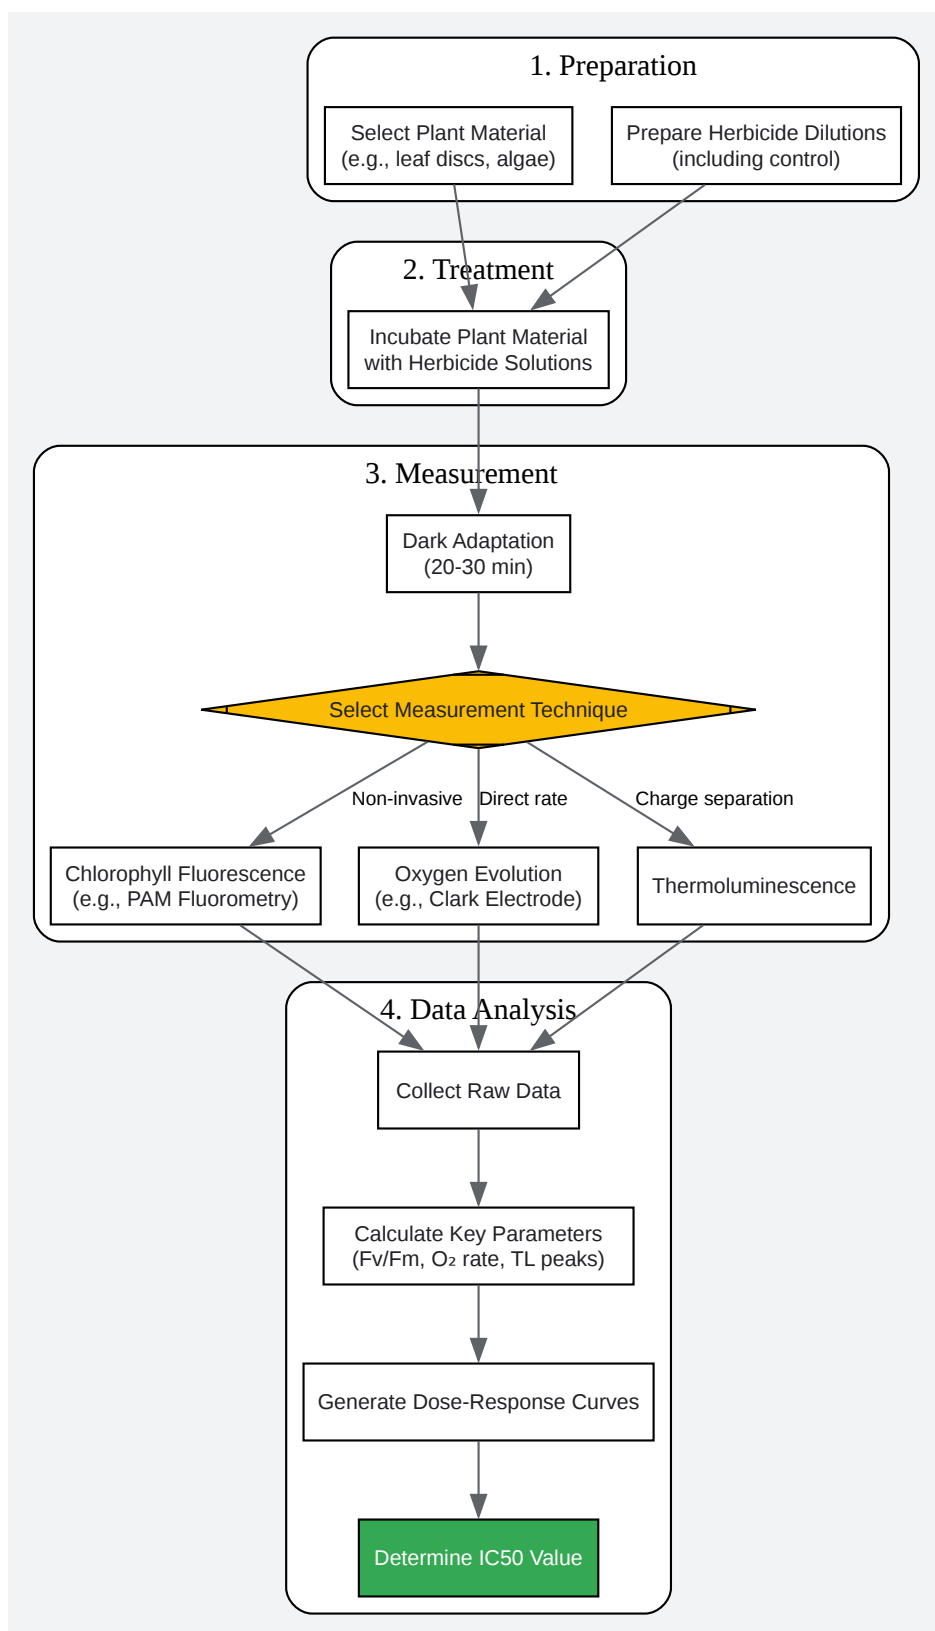 1. Preparation
Select Plant Material
(e.g., leaf discs, algae)
Prepare Herbicide Dilutions
(including control)
2. Treatment
Incubate Plant Material
with Herbicide Solutions
3. Measurement
Dark Adaptation
(20-30 min)
Select Measurement Technique
Non-invasive
Direct rate
Charge separation
Chlorophyll Fluorescence
(e.g., PAM Fluorometry)
Oxygen Evolution
(e.g., Clark Electrode)
Thermoluminescence
4. Data Analysis
Collect Raw Data
Calculate Key Parameters
(Fv/Fm, O₂ rate, TL peaks)
Generate Dose-Response Curves
Determine IC50 Value